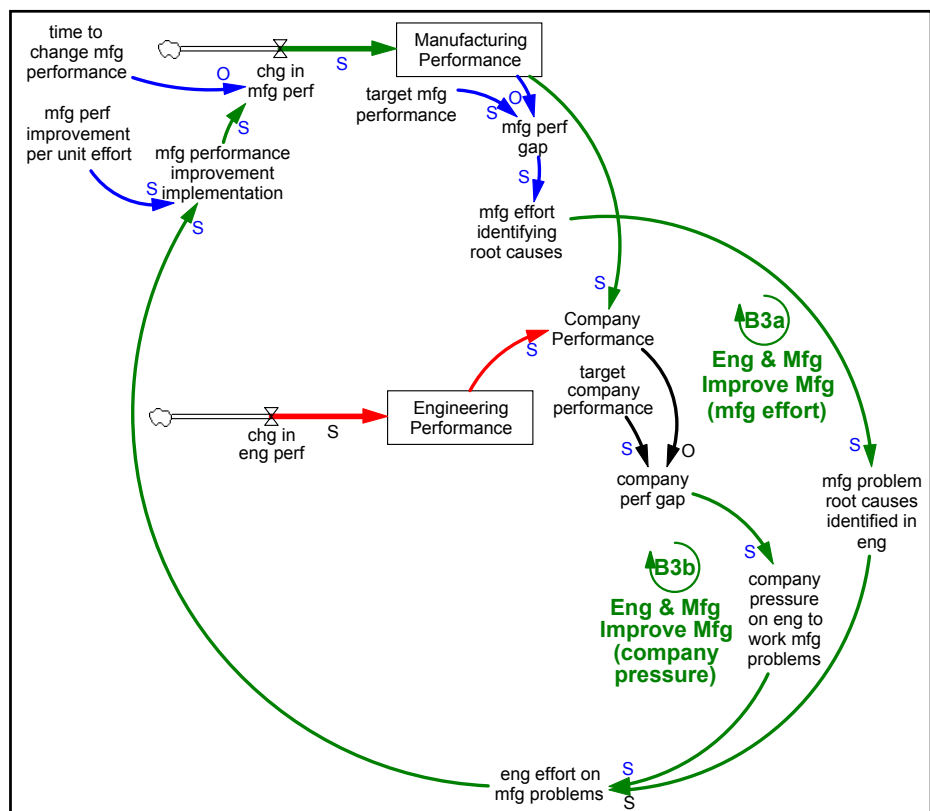 time to
change mfg
performance
S
Manufacturing
Performance
O
chg in
mfg perf
target mfg
performance
O
S
mfg perf
gap
mfg perf
improvement
per unit effort
S
mfg performance
improvement
implementation
S
S
S
mfg effort
identifying
root causes
S
Company
Performance
S
B3a
Eng & Mfg
Improve Mfg
(mfg effort)
target
company
performance
Engineering
Performance
S
chg in
eng perf
S
O
S
company
perf gap
mfg problem
root causes
identified in
eng
S
B3b
Eng & Mfg
Improve Mfg
(company
pressure)
company
pressure
on eng to
work mfg
problems
S
eng effort on
mfg problems
S